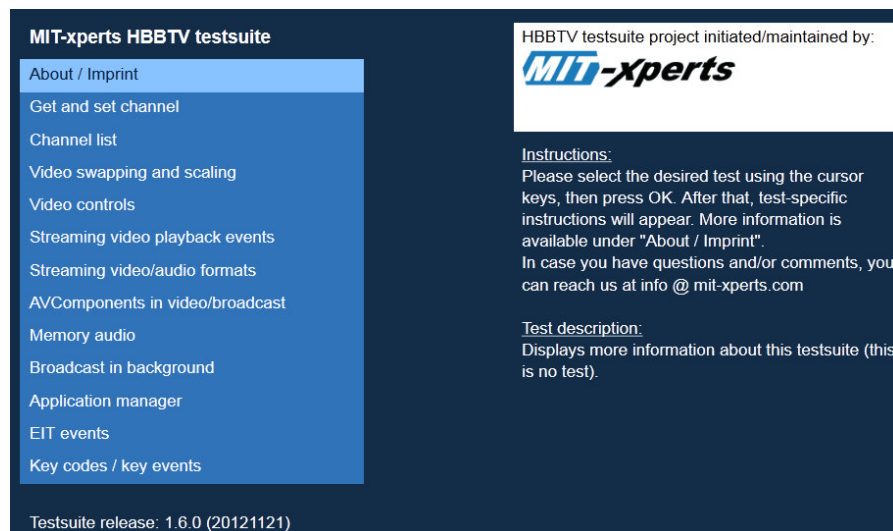 MIT-xperts HBBTV testsuite
About / Imprint
Get and set channel
Channel list
Video swapping and scaling
Video controls
Streaming video playback events
Streaming video/audio formats
AVComponents in video/broadcast
Memory audio
Broadcast in background
Application manager
EIT events
Key codes / key events
Testsuite release: 1.6.0 (20121121)
HBBTV testsuite project initiated/maintained by:
MIT-xperts
Instructions:
Please select the desired test using the cursor
keys, then press OK. After that, test-specific
instructions will appear. More information is
available under "About / Imprint".
In case you have questions and/or comments, you
can reach us at info @ mit-xperts.com
Test description:
Displays more information about this testsuite (this
is no test).